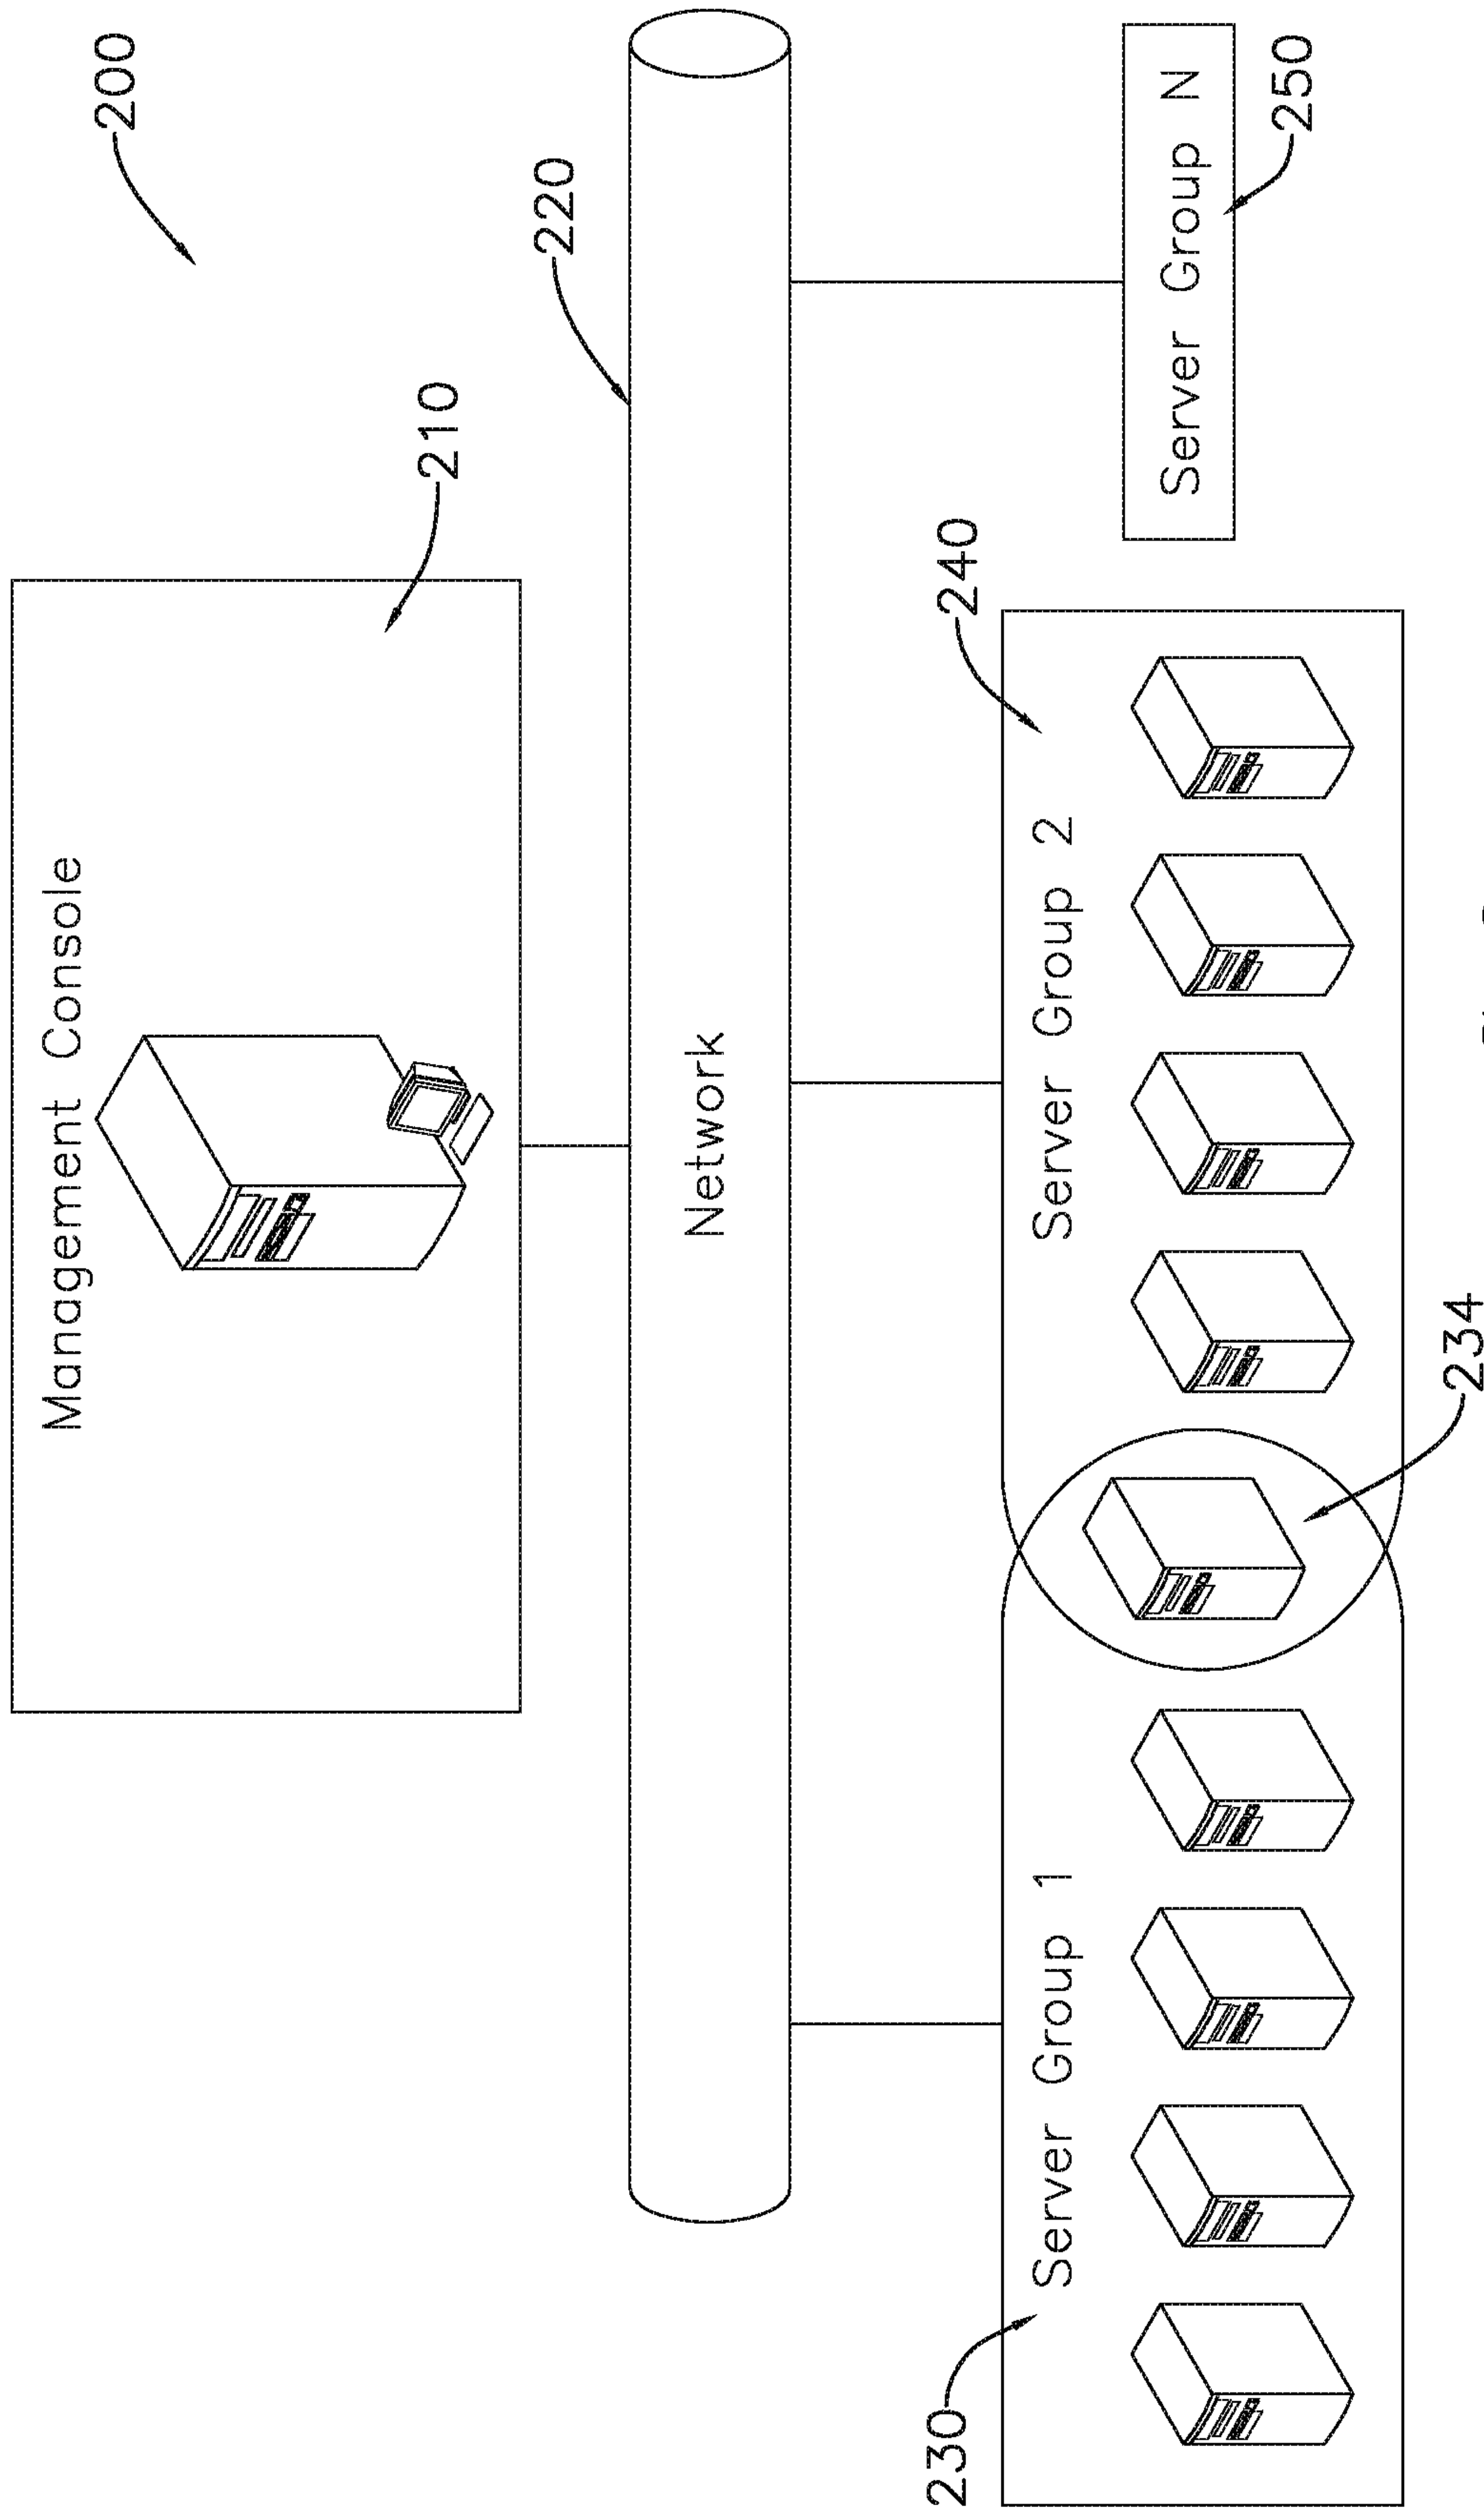 200
Management Console
210
220
Network
230
Server Group 1
Server Group 2
240
Server Group N
250
234